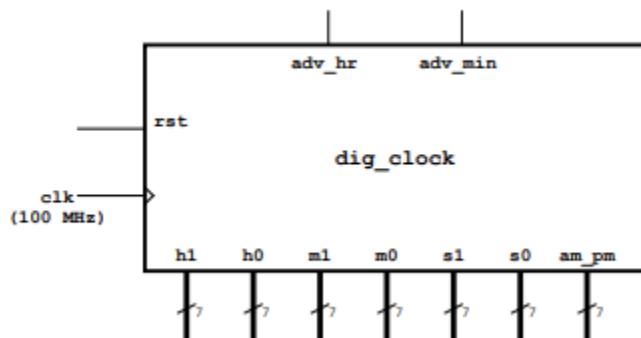 adv_hr adv_min
rst
dig_clock
clk
(100 MHz)
h1 h0 m1 m0 s1 s0 am_pm
7 7 7 7 7 7 7